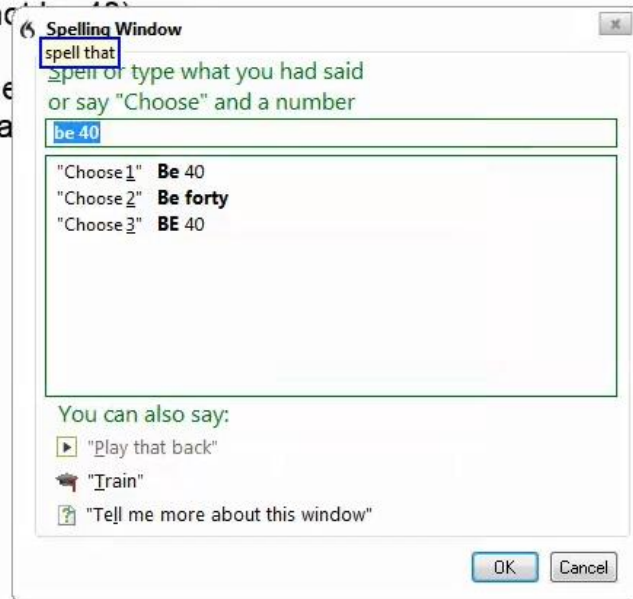 Spelling Window
spell that
Spell or type what you had said
or say "Choose" and a number
be 40
"Choose 1" Be 40
"Choose 2" Be forty
"Choose 3" BE 40
You can also say:
"Play that back"
"Train"
"Tell me more about this window"
OK Cancel